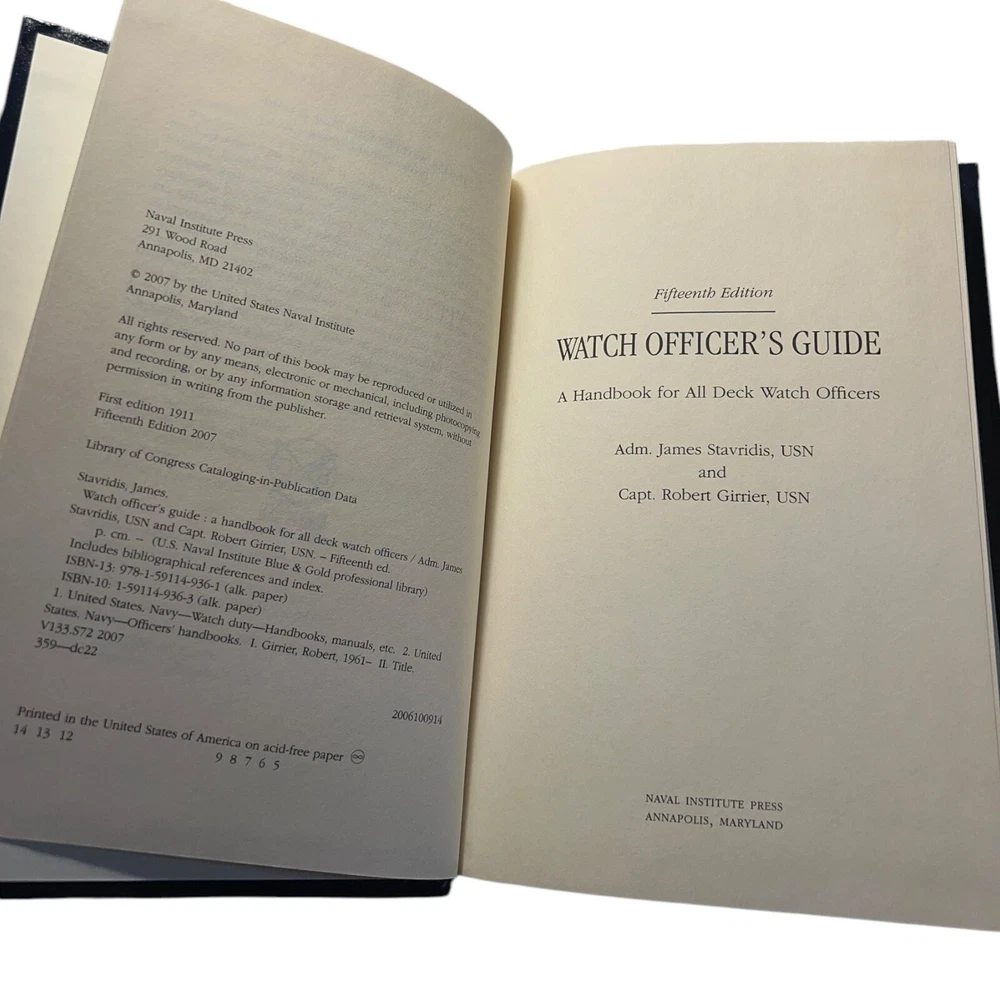 Naval Institute Press
291 Wood Road
Annapolis, MD 21402
© 2007 by the United States Naval Institute
Annapolis, Maryland
All rights reserved. No part of this book may be reproduced or utilized in
any form or by any means, electronic or mechanical, including photocopying
and recording, or by any information storage and retrieval system, without
permission in writing from the publisher.
First edition 1911
Fifteenth Edition 2007
Library of Congress Cataloging-in-Publication Data
Stavridis, James.
Watch officer's guide : a handbook for all deck watch officers / Adm. James
Stavridis, USN and Capt. Robert Girrier, USN. – Fifteenth ed.
p. cm. — (U.S. Naval Institute Blue & Gold professional library)
Includes bibliographical references and index.
ISBN-13: 978-1-59114-936-1 (alk. paper)
ISBN-10: 1-59114-936-3 (alk. paper)
1. United States. Navy—Watch duty—Handbooks, manuals, etc. 2. United
States. Navy—Officers' handbooks. I. Girrier, Robert, 1961– II. Title.
V133.S72 2007
359—dc22
2006100914
Printed in the United States of America on acid-free paper ♾
14 13 12
9 8 7 6 5
Fifteenth Edition
WATCH OFFICER'S GUIDE
A Handbook for All Deck Watch Officers
Adm. James Stavridis, USN
and
Capt. Robert Girrier, USN
NAVAL INSTITUTE PRESS
ANNAPOLIS, MARYLAND